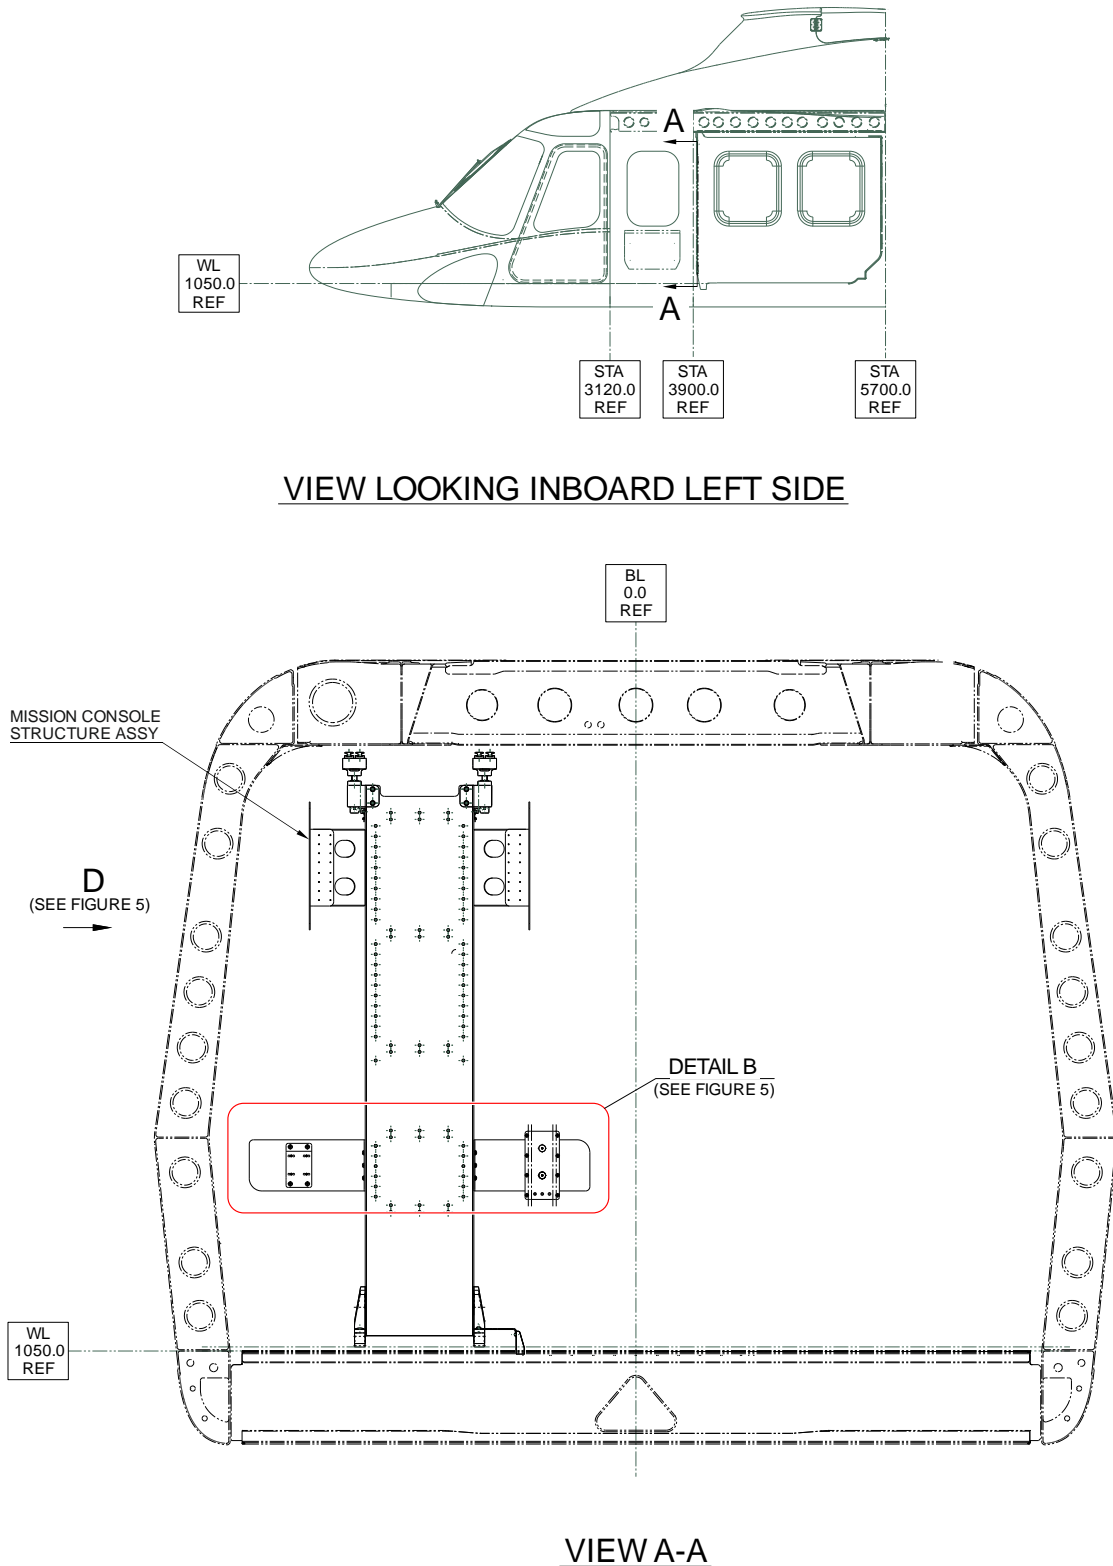 A
WL
1050.0
REF
A
STA
3120.0
REF
STA
3900.0
REF
STA
5700.0
REF
VIEW LOOKING INBOARD LEFT SIDE
BL
0.0
REF
MISSION CONSOLE
STRUCTURE ASSY
D
(SEE FIGURE 5)
DETAIL B
(SEE FIGURE 5)
WL
1050.0
REF
VIEW A-A